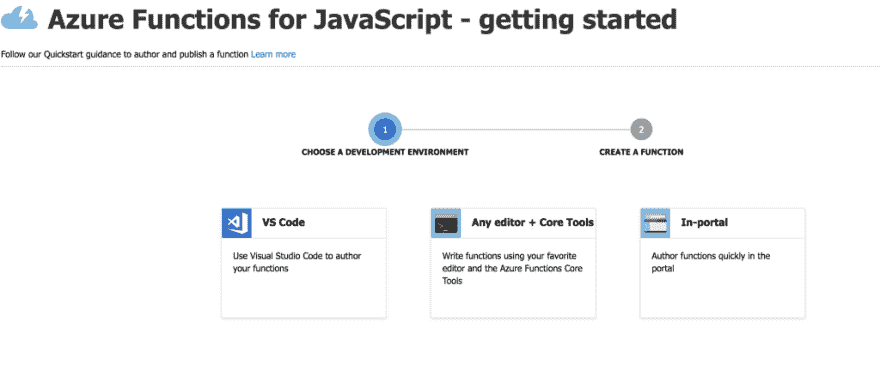 Azure Functions for JavaScript - getting started
Follow our Quickstart guidance to author and publish a function Learn more
1
2
CHOOSE A DEVELOPMENT ENVIRONMENT
CREATE A FUNCTION
VS Code
Use Visual Studio Code to author
your functions
Any editor + Core Tools
Write functions using your favorite
editor and the Azure Functions Core
Tools
In-portal
Author functions quickly in the
portal